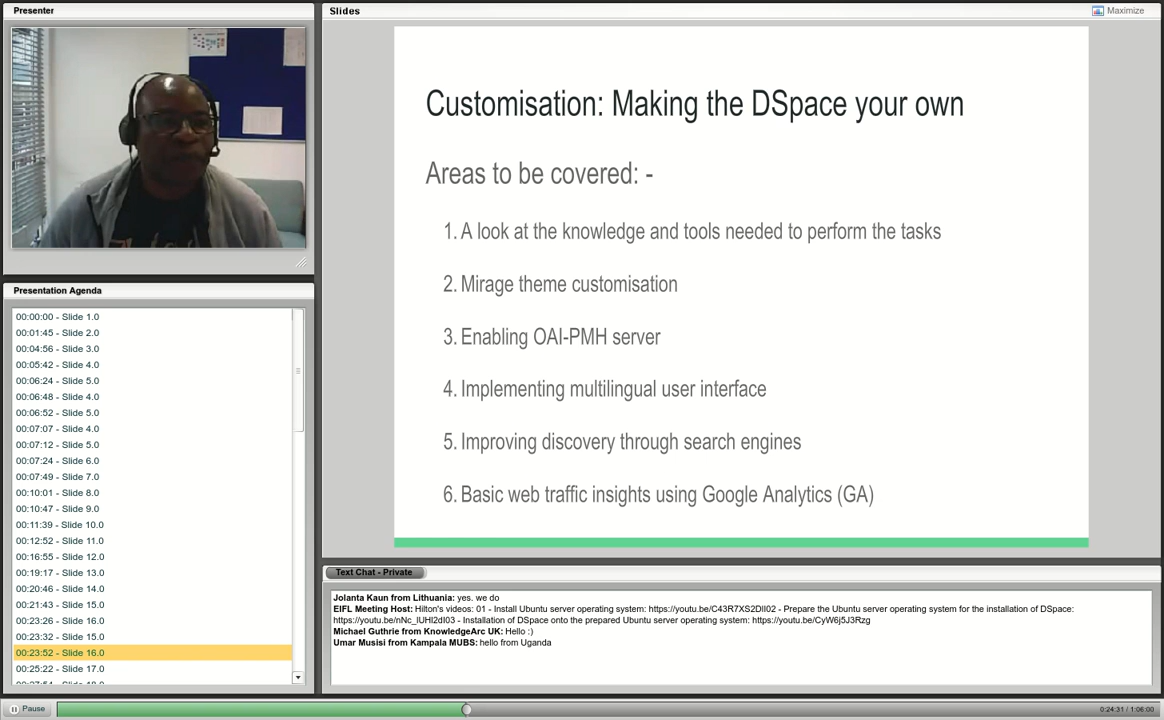 Presenter
Slides
Maximize
Customisation: Making the DSpace your own
Areas to be covered: -
1. A look at the knowledge and tools needed to perform the tasks
2. Mirage theme customisation
3. Enabling OAI-PMH server
4. Implementing multilingual user interface
5. Improving discovery through search engines
6. Basic web traffic insights using Google Analytics (GA)
Presentation Agenda
00:00:00 - Slide 1.0
00:01:45 - Slide 2.0
00:04:56 - Slide 3.0
00:05:42 - Slide 4.0
00:06:24 - Slide 5.0
00:06:48 - Slide 4.0
00:06:52 - Slide 5.0
00:07:07 - Slide 4.0
00:07:12 - Slide 5.0
00:07:24 - Slide 6.0
00:07:49 - Slide 7.0
00:10:01 - Slide 8.0
00:10:47 - Slide 9.0
00:11:39 - Slide 10.0
00:12:52 - Slide 11.0
00:16:55 - Slide 12.0
00:19:17 - Slide 13.0
00:20:46 - Slide 14.0
00:21:43 - Slide 15.0
00:23:26 - Slide 16.0
00:23:32 - Slide 15.0
00:23:52 - Slide 16.0
00:25:22 - Slide 17.0
Text Chat - Private
Jolanta Kaun from Lithuania: yes. we do
EIFL Meeting Host: Hilton's videos: 01 - Install Ubuntu server operating system: https://youtu.be/C43R7XS2DlI02 - Prepare the Ubuntu server operating system for the installation of DSpace:
https://youtu.be/nNc_lUHl2dI03 - Installation of DSpace onto the prepared Ubuntu server operating system: https://youtu.be/CyW6j5J3Rzg
Michael Guthrie from KnowledgeArc UK: Hello :)
Umar Musisi from Kampala MUBS: hello from Uganda
Pause
0:24:31 / 1:06:00